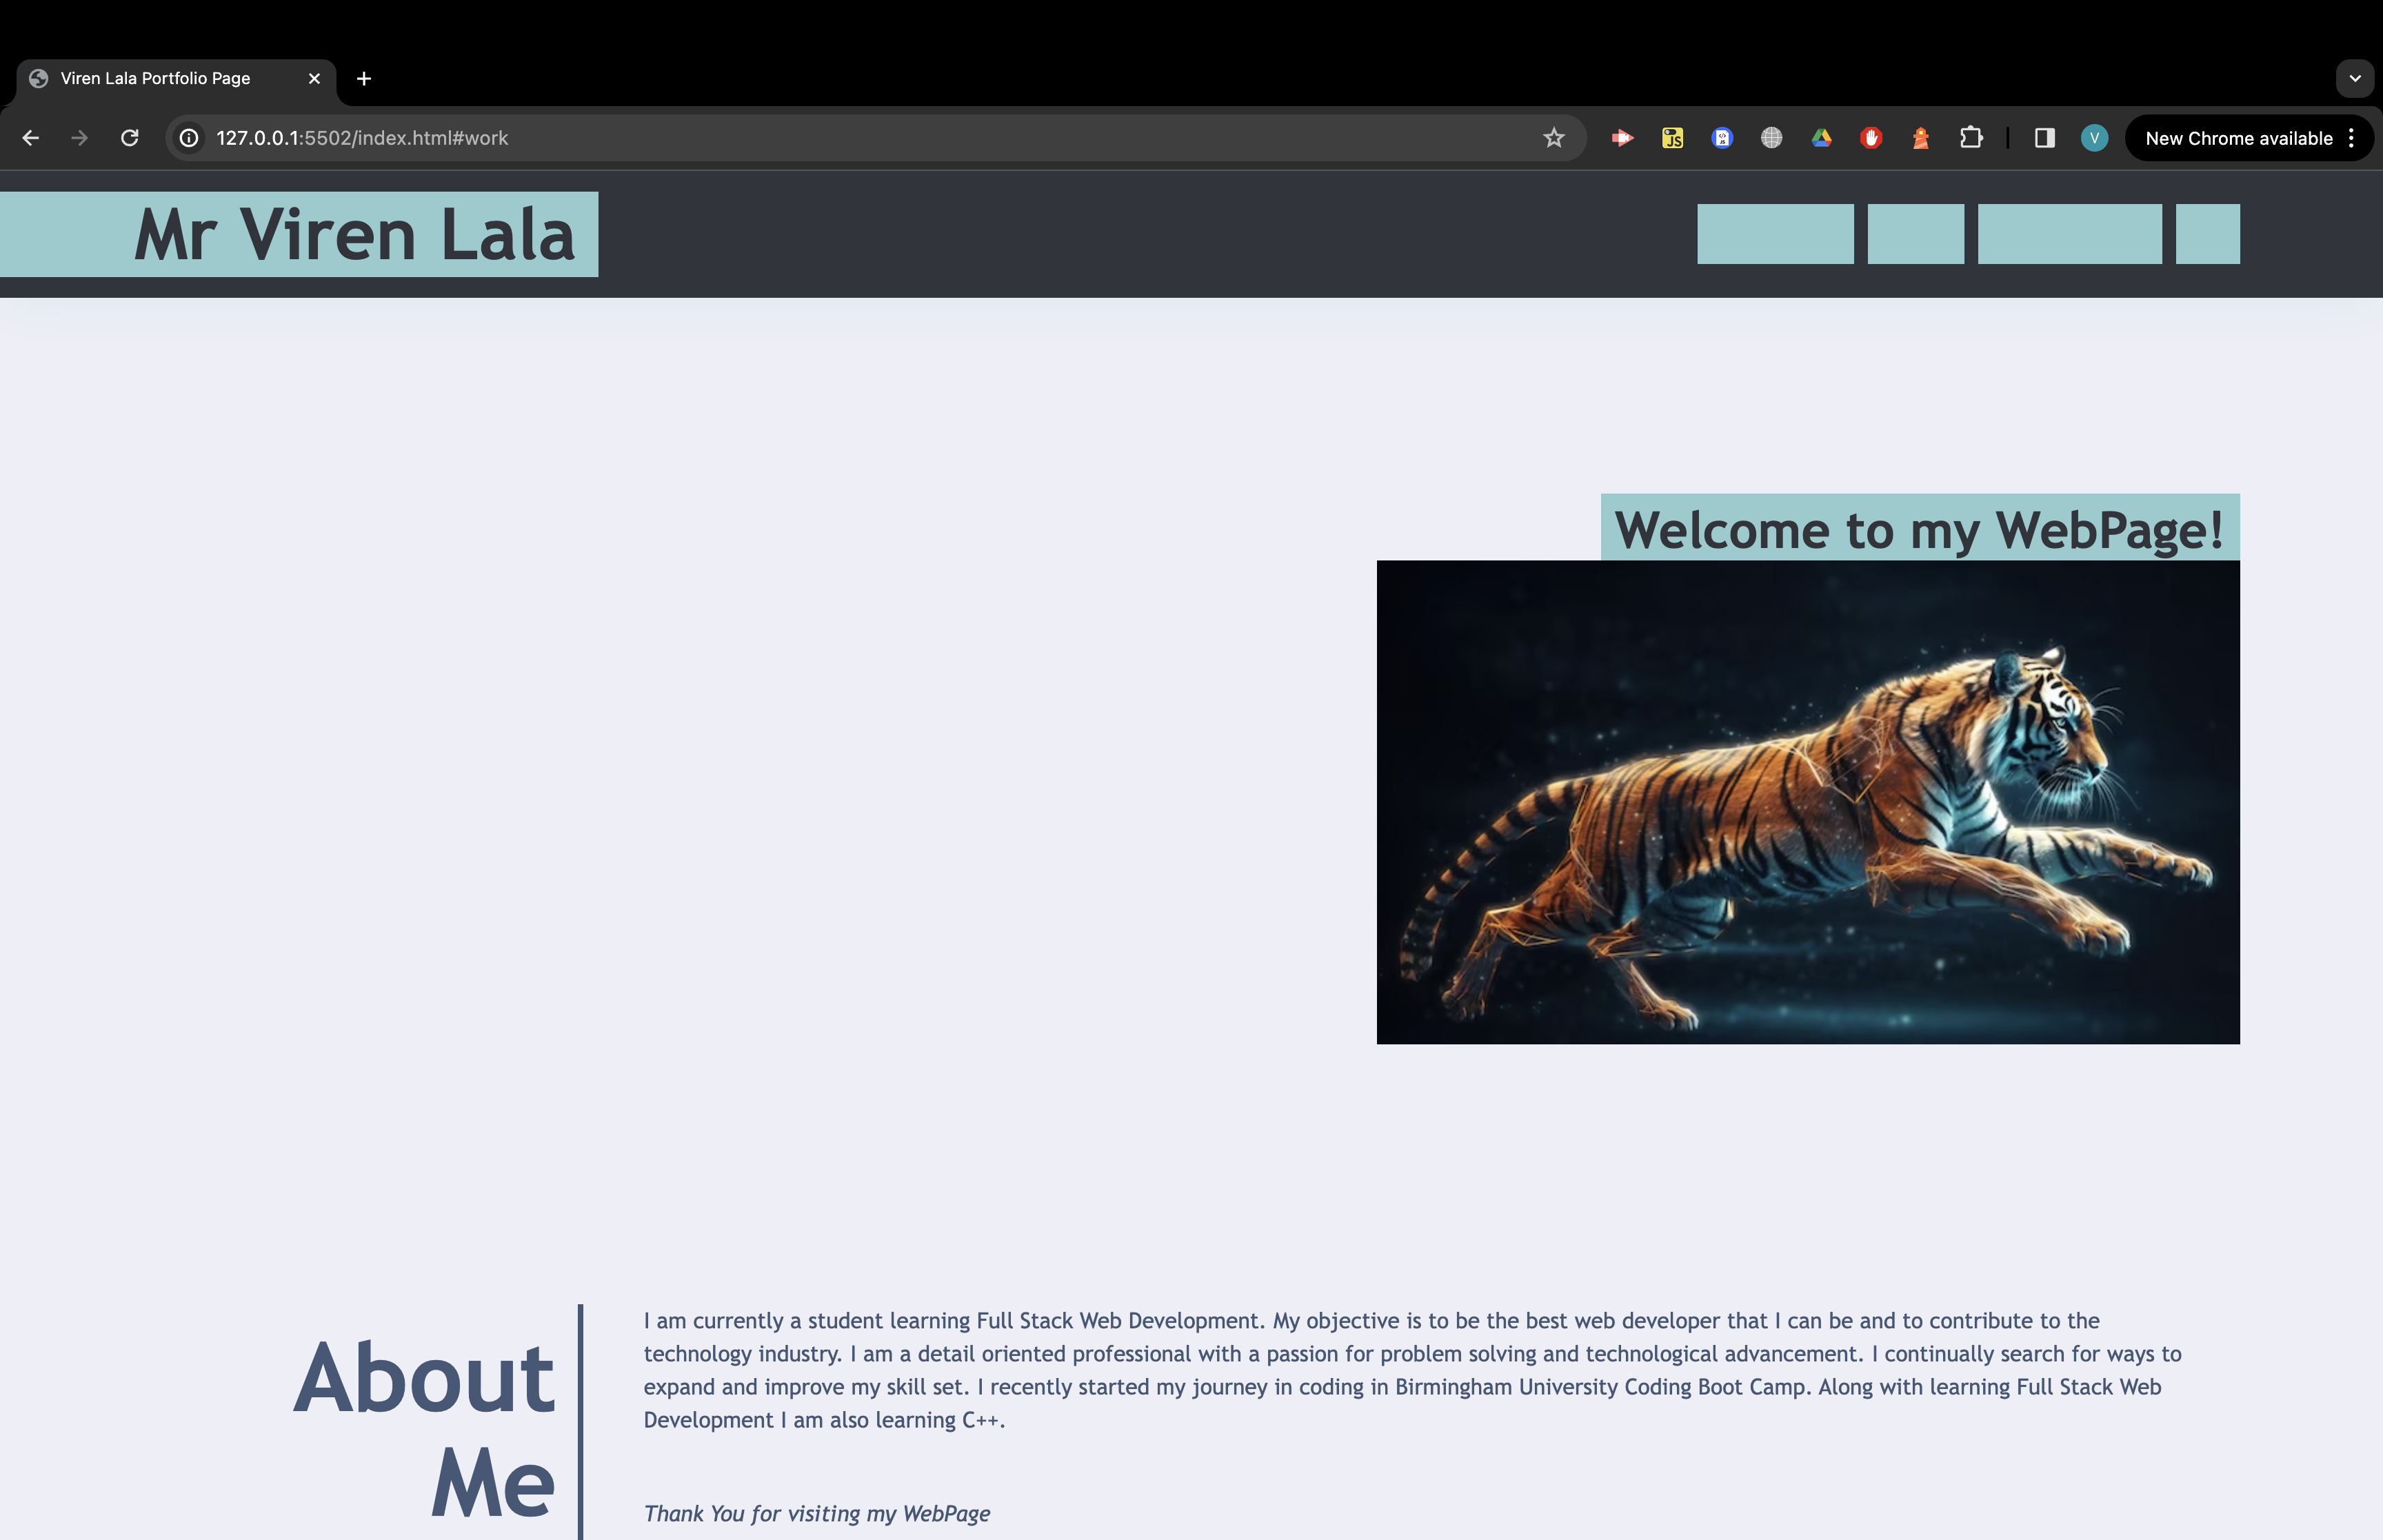 Viren Lala Portfolio Page
127.0.0.1:5502/index.html#work
JS
V
New Chrome available
Mr Viren Lala
Welcome to my WebPage!
About
Me
I am currently a student learning Full Stack Web Development. My objective is to be the best web developer that I can be and to contribute to the
technology industry. I am a detail oriented professional with a passion for problem solving and technological advancement. I continually search for ways to
expand and improve my skill set. I recently started my journey in coding in Birmingham University Coding Boot Camp. Along with learning Full Stack Web
Development I am also learning C++.
Thank You for visiting my WebPage